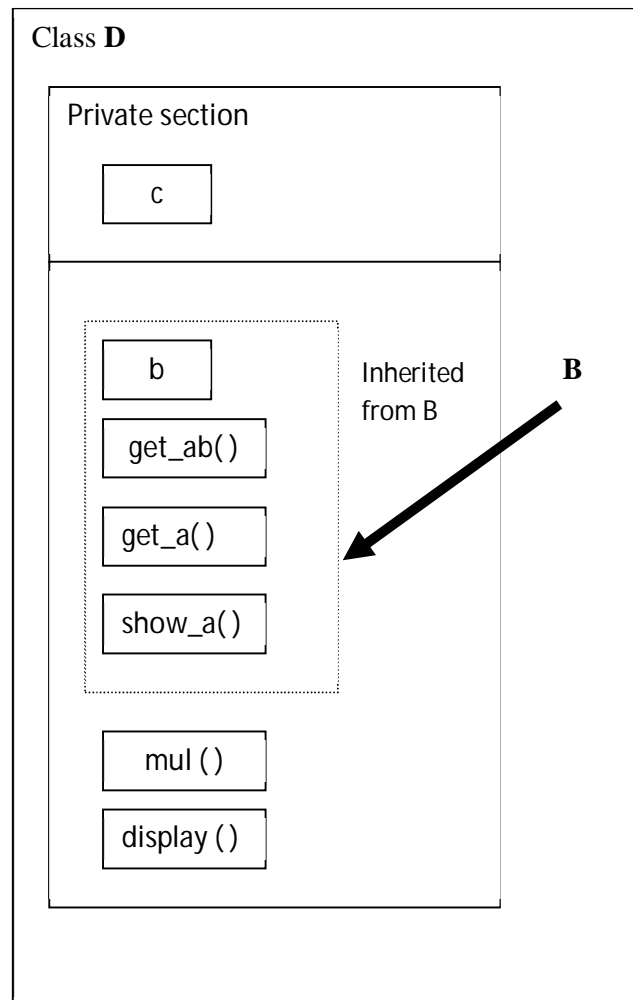 Class D
Private section
c
b
Inherited
from B
B
get_ab( )
get_a( )
show_a( )
mul ( )
display ( )